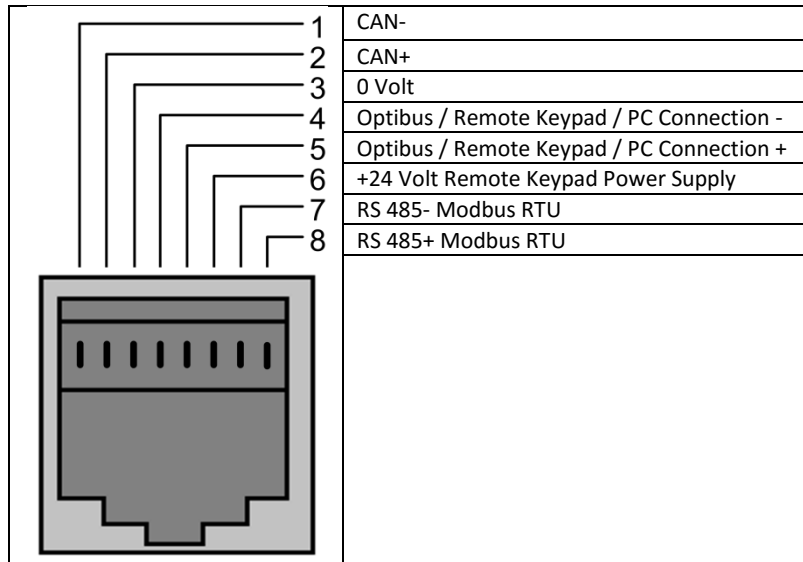 1 CAN-
2 CAN+
3 0 Volt
4 Optibus / Remote Keypad / PC Connection -
5 Optibus / Remote Keypad / PC Connection +
6 +24 Volt Remote Keypad Power Supply
7 RS 485- Modbus RTU
8 RS 485+ Modbus RTU